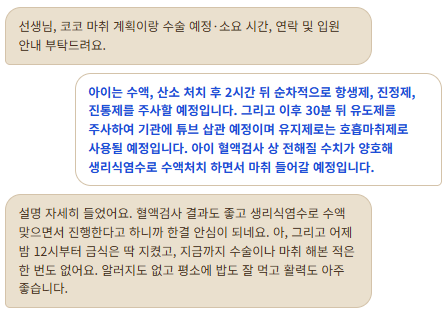 선생님, 코코 마취 계획이랑 수술 예정·소요 시간, 연락 및 입원
안내 부탁드려요.
아이는 수액, 산소 처치 후 2시간 뒤 순차적으로 항생제, 진정제,
진통제를 주사할 예정입니다. 그리고 이후 30분 뒤 유도제를
주사하여 기관에 튜브 삽관 예정이며 유지제로는 호흡마취제로
사용될 예정입니다. 아이 혈액검사 상 전해질 수치가 양호해
생리식염수로 수액처치 하면서 마취 들어갈 예정입니다.
설명 자세히 들었어요. 혈액검사 결과도 좋고 생리식염수로 수액
맞으면서 진행한다고 하니까 한결 안심이 되네요. 아, 그리고 어제
밤 12시부터 금식은 딱 지켰고, 지금까지 수술이나 마취 해본 적은
한 번도 없어요. 알러지도 없고 평소에 밥도 잘 먹고 활력도 아주
좋습니다.